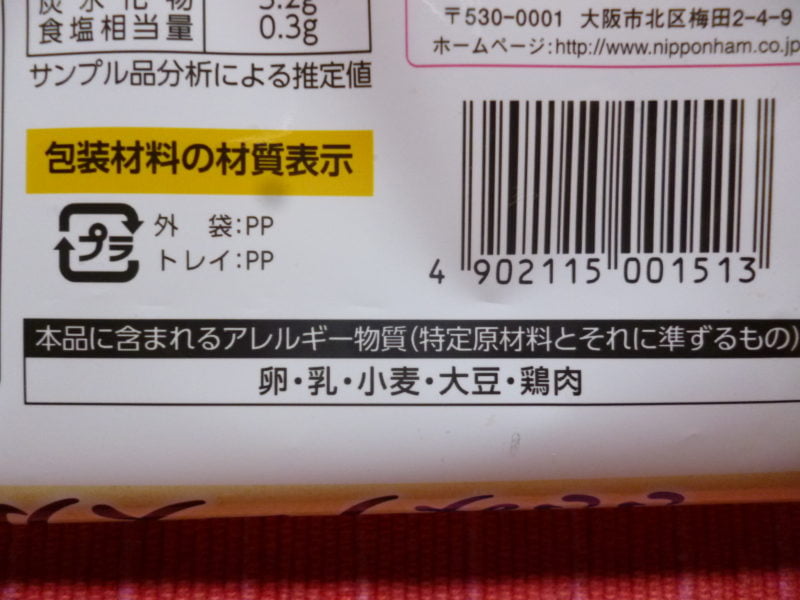 炭水化物 3.2g
食塩相当量 0.3g
サンプル品分析による推定値
〒530-0001 大阪市北区梅田2-4-9
ホームページ:http://www.nipponham.co.jp
包装材料の材質表示
プラ
外 袋:PP
トレイ:PP
4 902115 001513
本品に含まれるアレルギー物質(特定原材料とそれに準ずるもの)
卵・乳・小麦・大豆・鶏肉